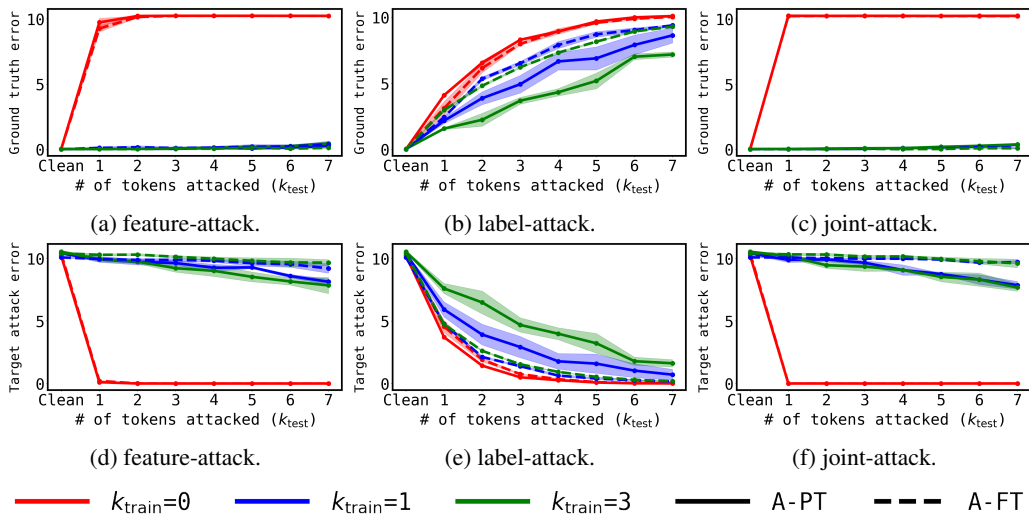 Ground truth error
10
5
0
Clean 1 2 3 4 5 6 7
# of tokens attacked (k_test)
(a) feature-attack.
Ground truth error
10
5
0
Clean 1 2 3 4 5 6 7
# of tokens attacked (k_test)
(b) label-attack.
Ground truth error
10
5
0
Clean 1 2 3 4 5 6 7
# of tokens attacked (k_test)
(c) joint-attack.
Target attack error
10
5
0
Clean 1 2 3 4 5 6 7
# of tokens attacked (k_test)
(d) feature-attack.
Target attack error
10
5
0
Clean 1 2 3 4 5 6 7
# of tokens attacked (k_test)
(e) label-attack.
Target attack error
10
5
0
Clean 1 2 3 4 5 6 7
# of tokens attacked (k_test)
(f) joint-attack.
k_train=0 k_train=1 k_train=3 A-PT A-FT